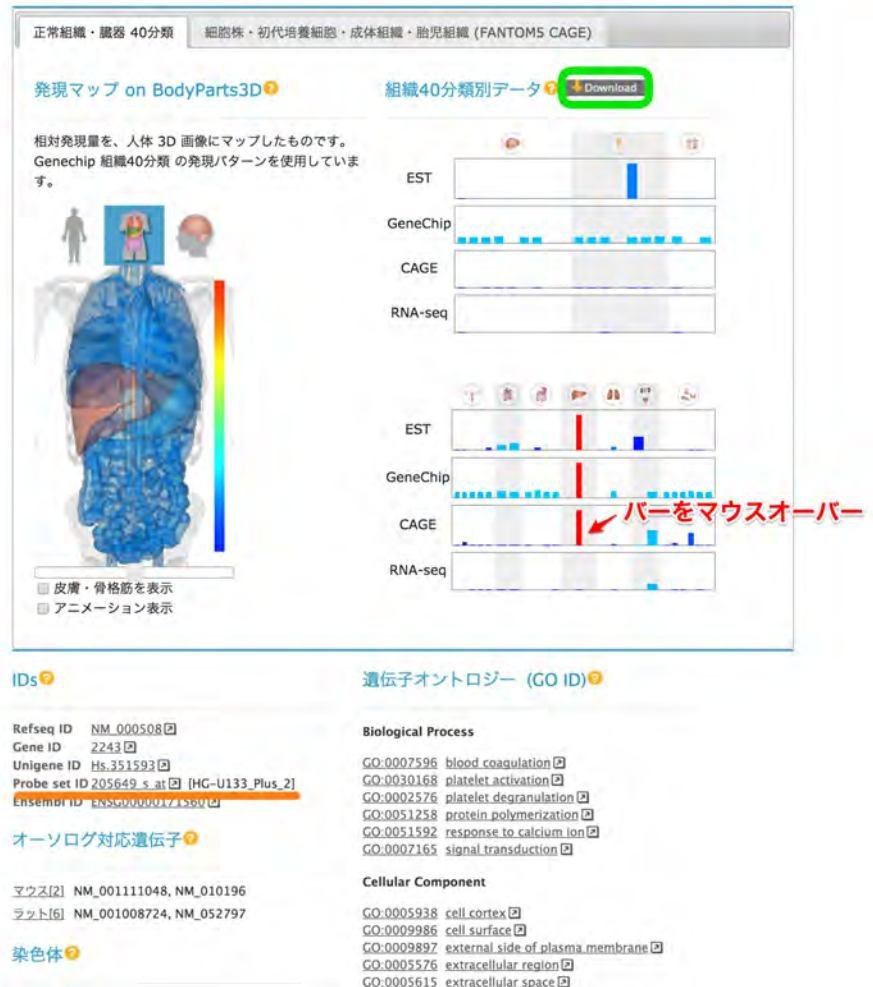 正常組織・臓器 40分類
細胞株・初代培養細胞・成体組織・胎児組織 (FANTOM5 CAGE)
発現マップ on BodyParts3D?
組織40分類別データ?
Download
相対発現量を、人体 3D 画像にマップしたものです。
Genechip 組織40分類 の発現パターンを使用していま
す。
EST
GeneChip
CAGE
RNA-seq
EST
GeneChip
CAGE
RNA-seq
バーをマウスオーバー
皮膚・骨格筋を表示
アニメーション表示
IDs?
Refseq ID NM_000508
Gene ID 2243
Unigene ID Hs.351593
Probe set ID 205649_s_at [HG-U133_Plus_2]
Ensembl ID ENSG00000171560
オーソログ対応遺伝子?
マウス[2] NM_001111048, NM_010196
ラット[6] NM_001008724, NM_052797
染色体?
遺伝子オントロジー (GO ID)?
Biological Process
GO:0007596 blood coagulation
GO:0030168 platelet activation
GO:0002576 platelet degranulation
GO:0051258 protein polymerization
GO:0051592 response to calcium ion
GO:0007165 signal transduction
Cellular Component
GO:0005938 cell cortex
GO:0009986 cell surface
GO:0009897 external side of plasma membrane
GO:0005576 extracellular region
GO:0005615 extracellular space